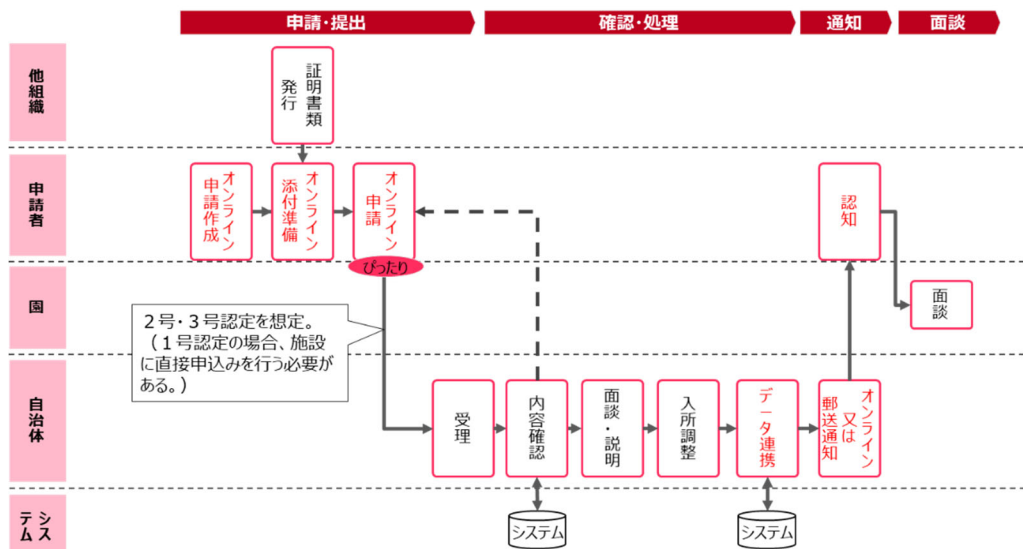 申請・提出
確認・処理
通知
面談
他組織
証明書類
発行
申請者
オンライン
申請作成
オンライン
添付準備
オンライン
申請
認知
ぴったり
園
面談
2号・3号認定を想定。
（1号認定の場合、施設
に直接申込みを行う必要が
ある。）
自治体
受理
内容確認
面談・説明
入所調整
データ連携
オンライン
又は
郵送通知
シス
テム
システム
システム